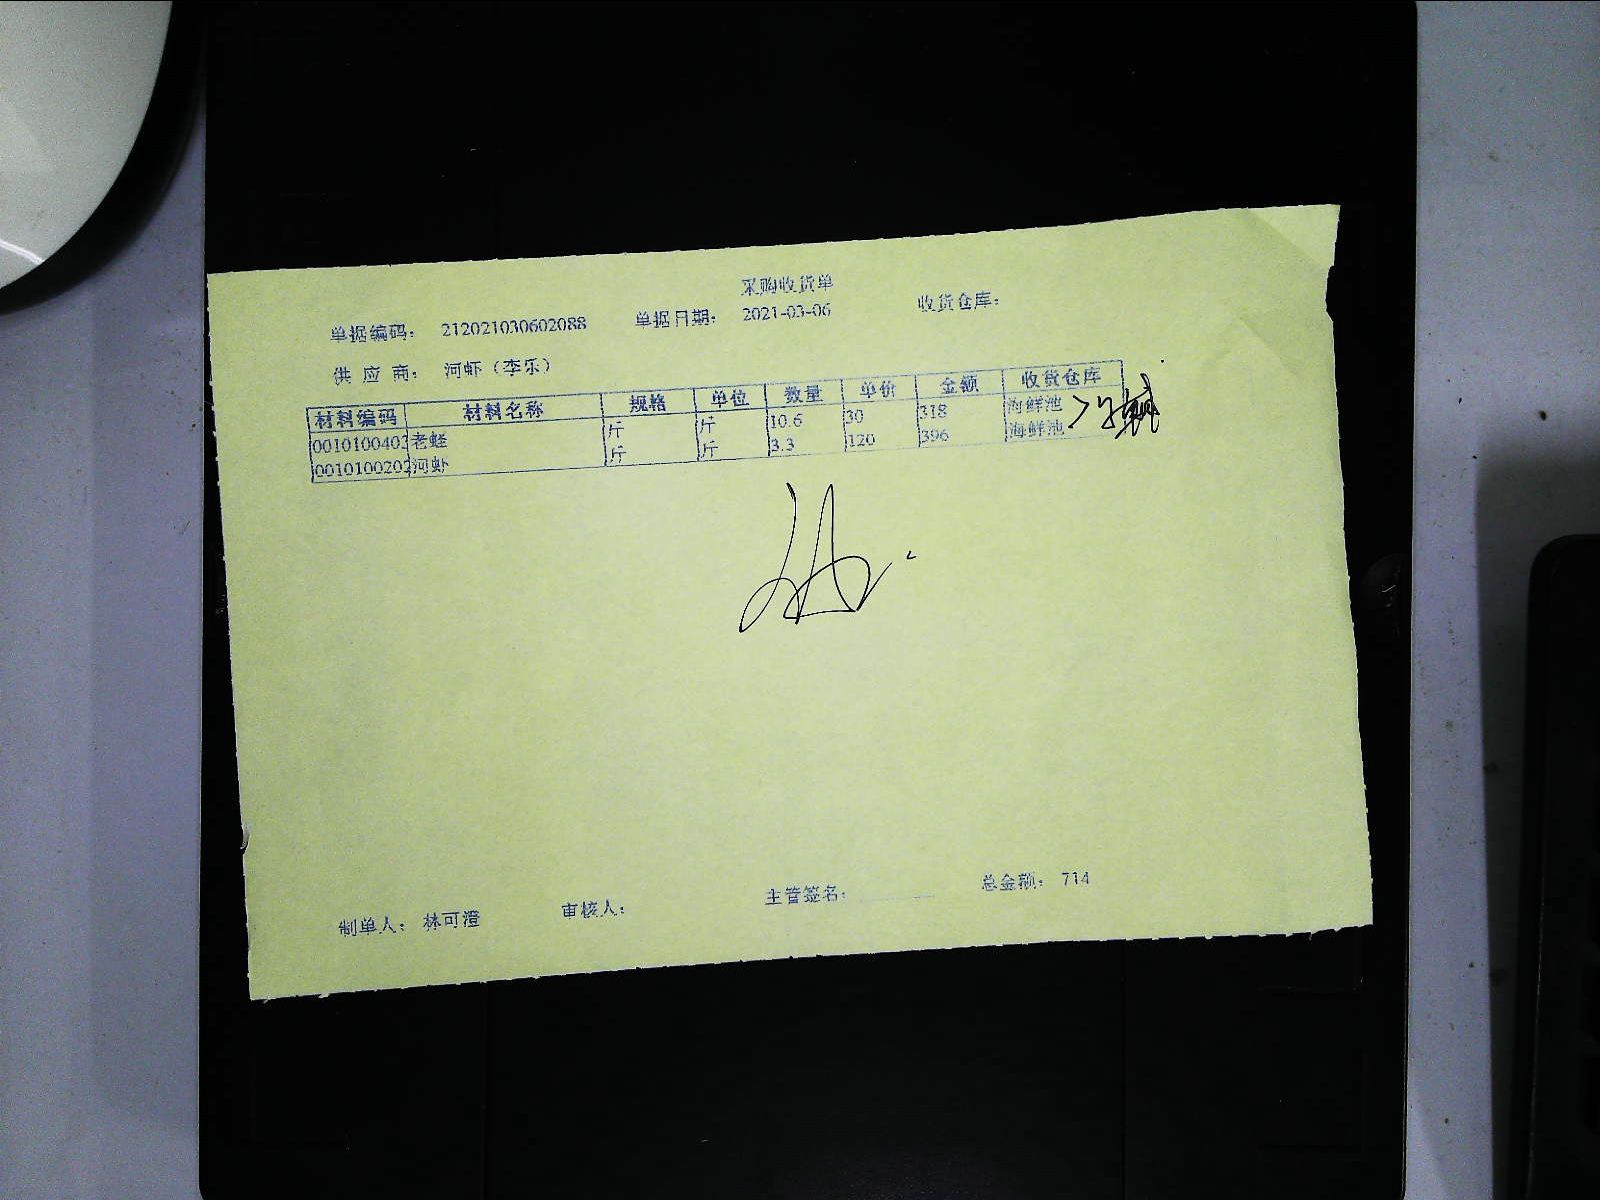 采购收货单
单据编码： 212021030602088 单据日期： 2021-03-06 收货仓库：
供 应 商： 河虾（李乐）
材料编码 材料名称 规格 单位 数量 单价 金额 收货仓库
0010100403 老蛏 斤 斤 10.6 30 318 海鲜池
0010100202 河虾 斤 斤 3.3 120 396 海鲜池
制单人： 林可澄 审核人： 主管签名： 总金额： 714